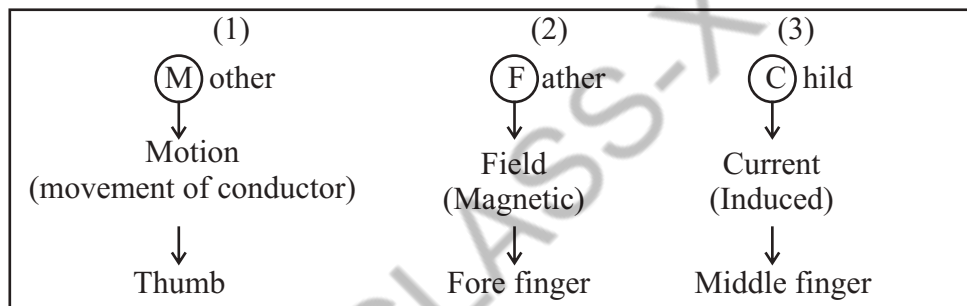 (1) (2) (3)
Mother Father Child
Motion Field Current
(movement of conductor) (Magnetic) (Induced)
Thumb Fore finger Middle finger
CLASS-X